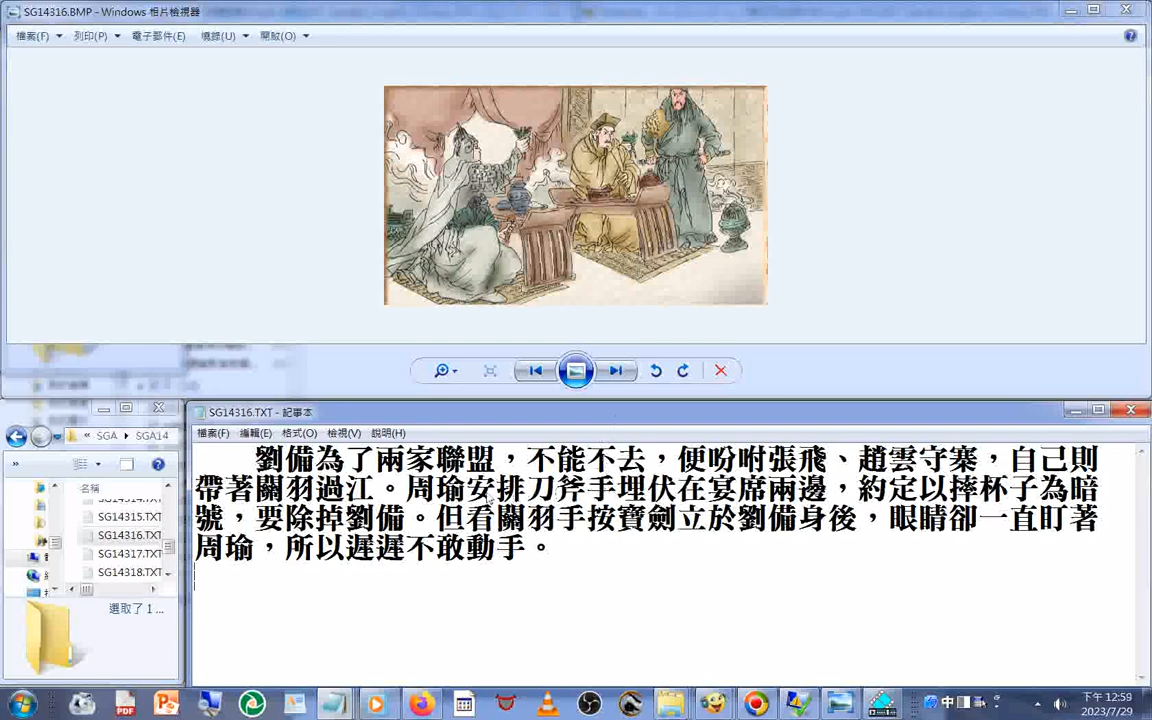 SG14316.BMP - Windows 相片檢視器
檔案(F) 列印(P) 電子郵件(E) 燒錄(U) 開啟(O)
SG14316.TXT - 記事本
檔案(F) 編輯(E) 格式(O) 檢視(V) 說明(H)
劉備為了兩家聯盟，不能不去，便吩咐張飛、趙雲守寨，自己則
帶著關羽過江。周瑜安排刀斧手埋伏在宴席兩邊，約定以摔杯子為暗
號，要除掉劉備。但看關羽手按寶劍立於劉備身後，眼睛卻一直盯著
周瑜，所以遲遲不敢動手。
« SGA SGA14
»
名稱
SG14314.TXT
SG14315.TXT
SG14316.TXT
SG14317.TXT
SG14318.TXT
選取了 1 ...
PDF
中
下午 12:59
2023/7/29